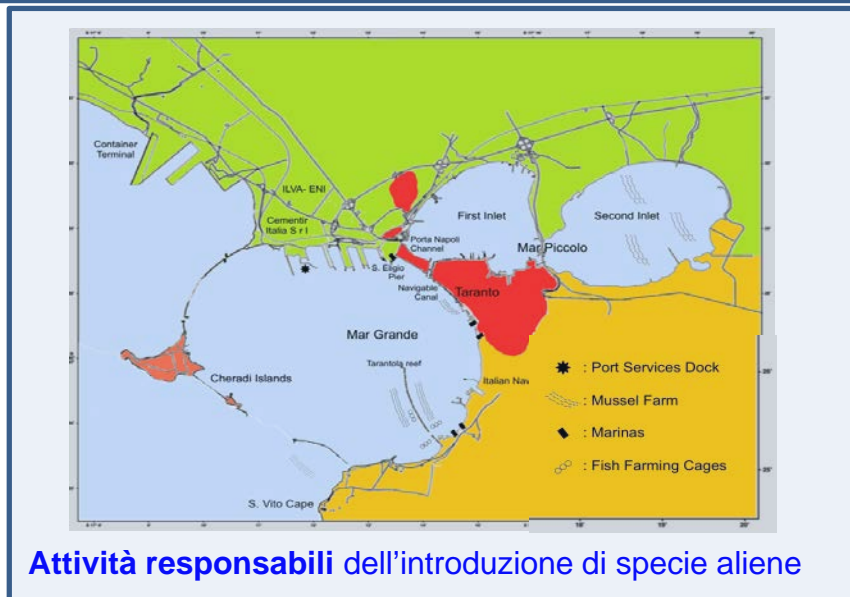 Container
Terminal
ILVA- ENI
Cementir
Italia S r l
First Inlet
Second Inlet
Porta Napoli
Channel
Mar Piccolo
S. Eligio
Pier
Navigable
Canal
Taranto
Mar Grande
Tarantola reef
Cheradi Islands
Italian Nav
: Port Services Dock
: Mussel Farm
: Marinas
: Fish Farming Cages
S. Vito Cape
Attività responsabili dell’introduzione di specie aliene